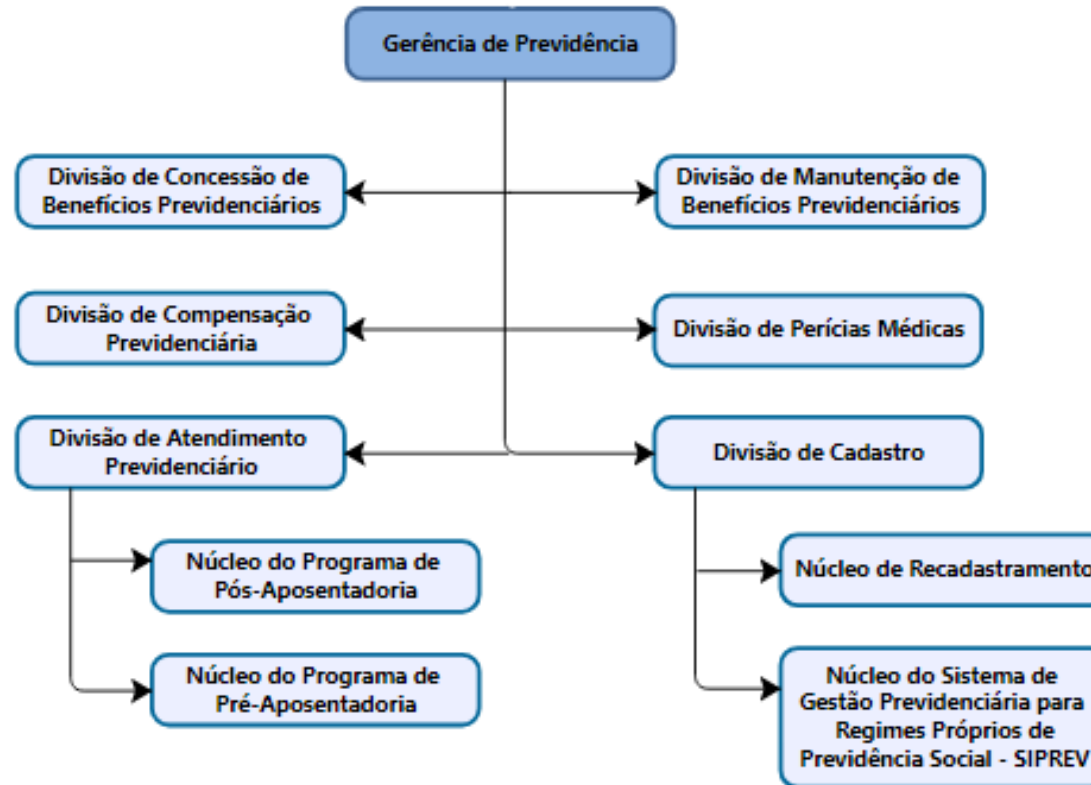 Gerência de Previdência
Divisão de Concessão de
Benefícios Previdenciários
Divisão de Manutenção de
Benefícios Previdenciários
Divisão de Compensação
Previdenciária
Divisão de Perícias Médicas
Divisão de Atendimento
Previdenciário
Divisão de Cadastro
Núcleo do Programa de
Pós-Aposentadoria
Núcleo de Recadastramento
Núcleo do Programa de
Pré-Aposentadoria
Núcleo do Sistema de
Gestão Previdenciária para
Regimes Próprios de
Previdência Social - SIPREV